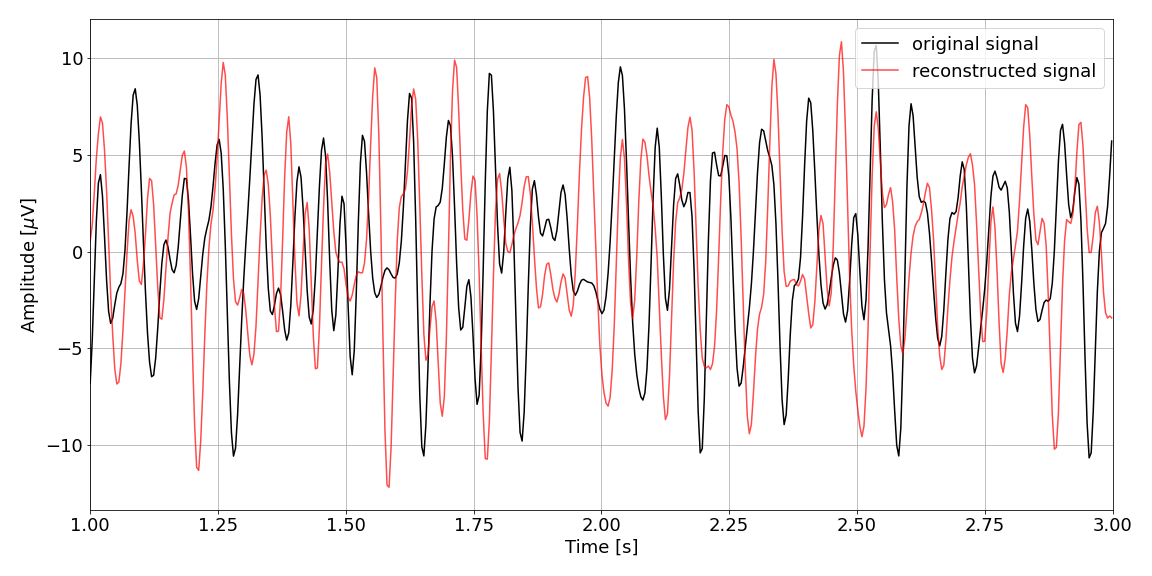 original signal
reconstructed signal
Amplitude [μV]
10
5
0
−5
−10
1.00 1.25 1.50 1.75 2.00 2.25 2.50 2.75 3.00
Time [s]